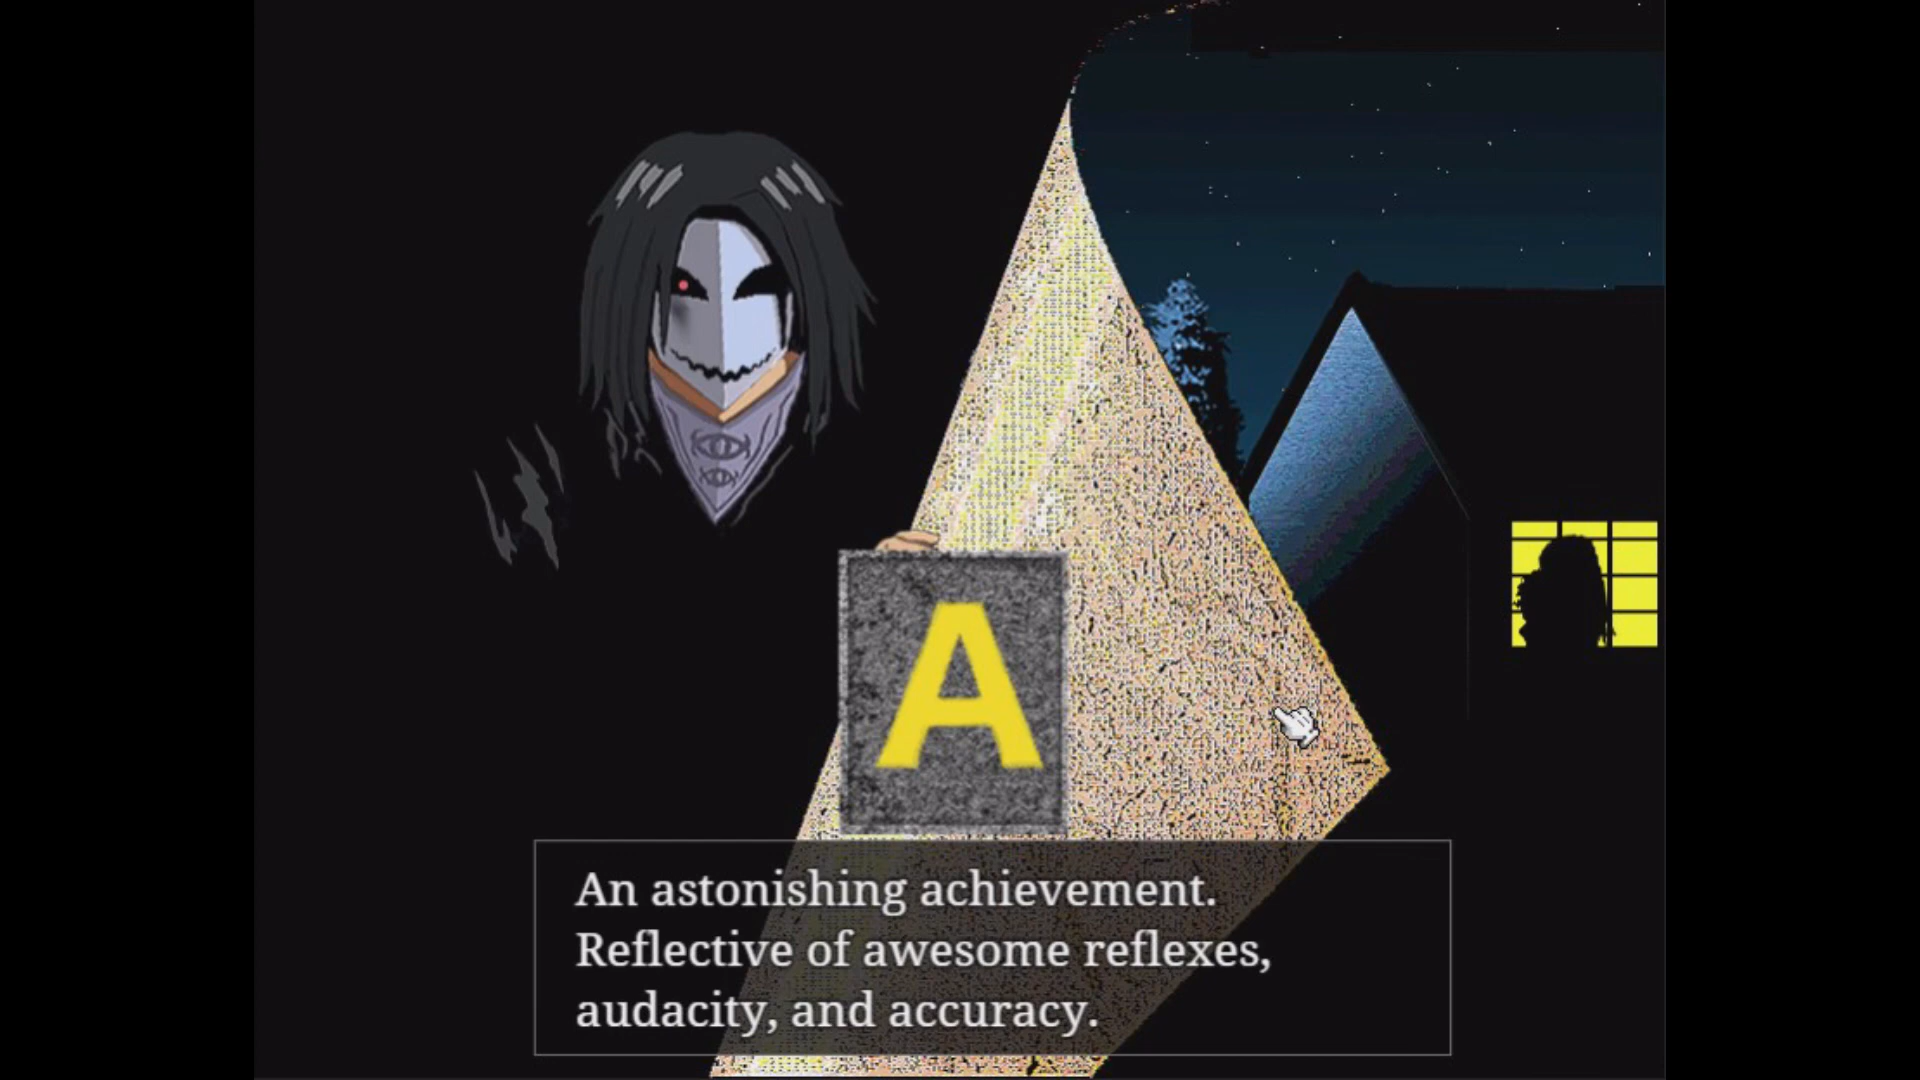 A
An astonishing achievement.
Reflective of awesome reflexes,
audacity, and accuracy.